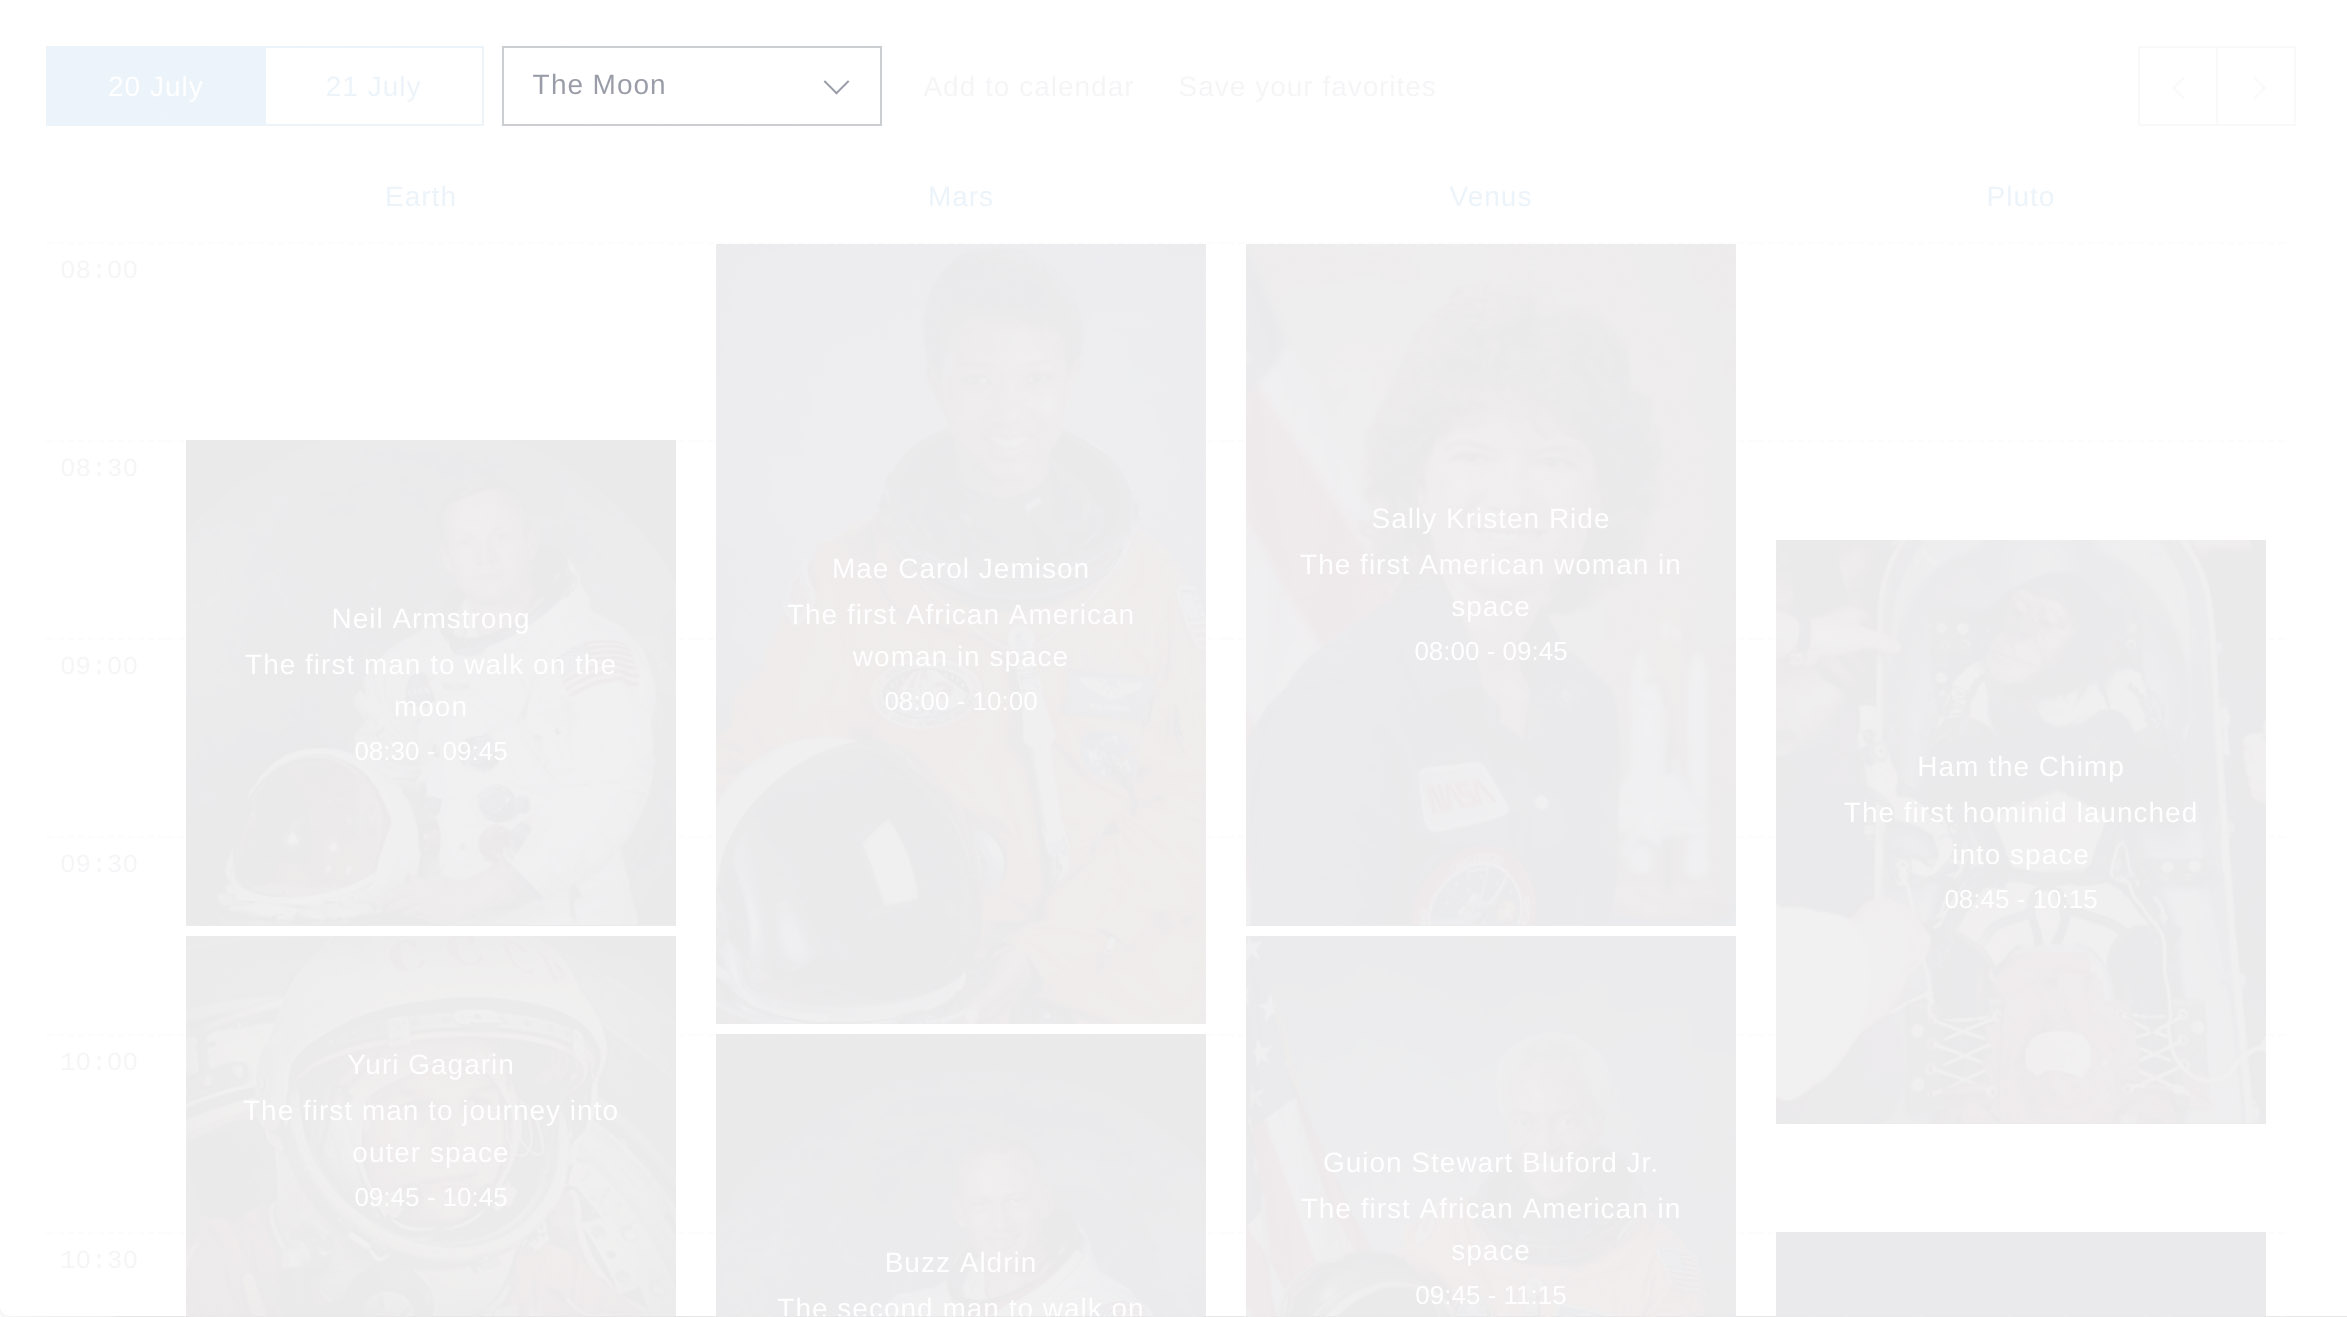 20 July
21 July
The Moon
Add to calendar
Save your favorites
Earth
Mars
Venus
Pluto
08:00
08:30
09:00
09:30
10:00
10:30
Neil Armstrong
The first man to walk on the
moon
08:30 - 09:45
Yuri Gagarin
The first man to journey into
outer space
09:45 - 10:45
Mae Carol Jemison
The first African American
woman in space
08:00 - 10:00
Buzz Aldrin
The second man to walk on
Sally Kristen Ride
The first American woman in
space
08:00 - 09:45
NASA
Guion Stewart Bluford Jr.
The first African American in
space
09:45 - 11:15
Ham the Chimp
The first hominid launched
into space
08:45 - 10:15